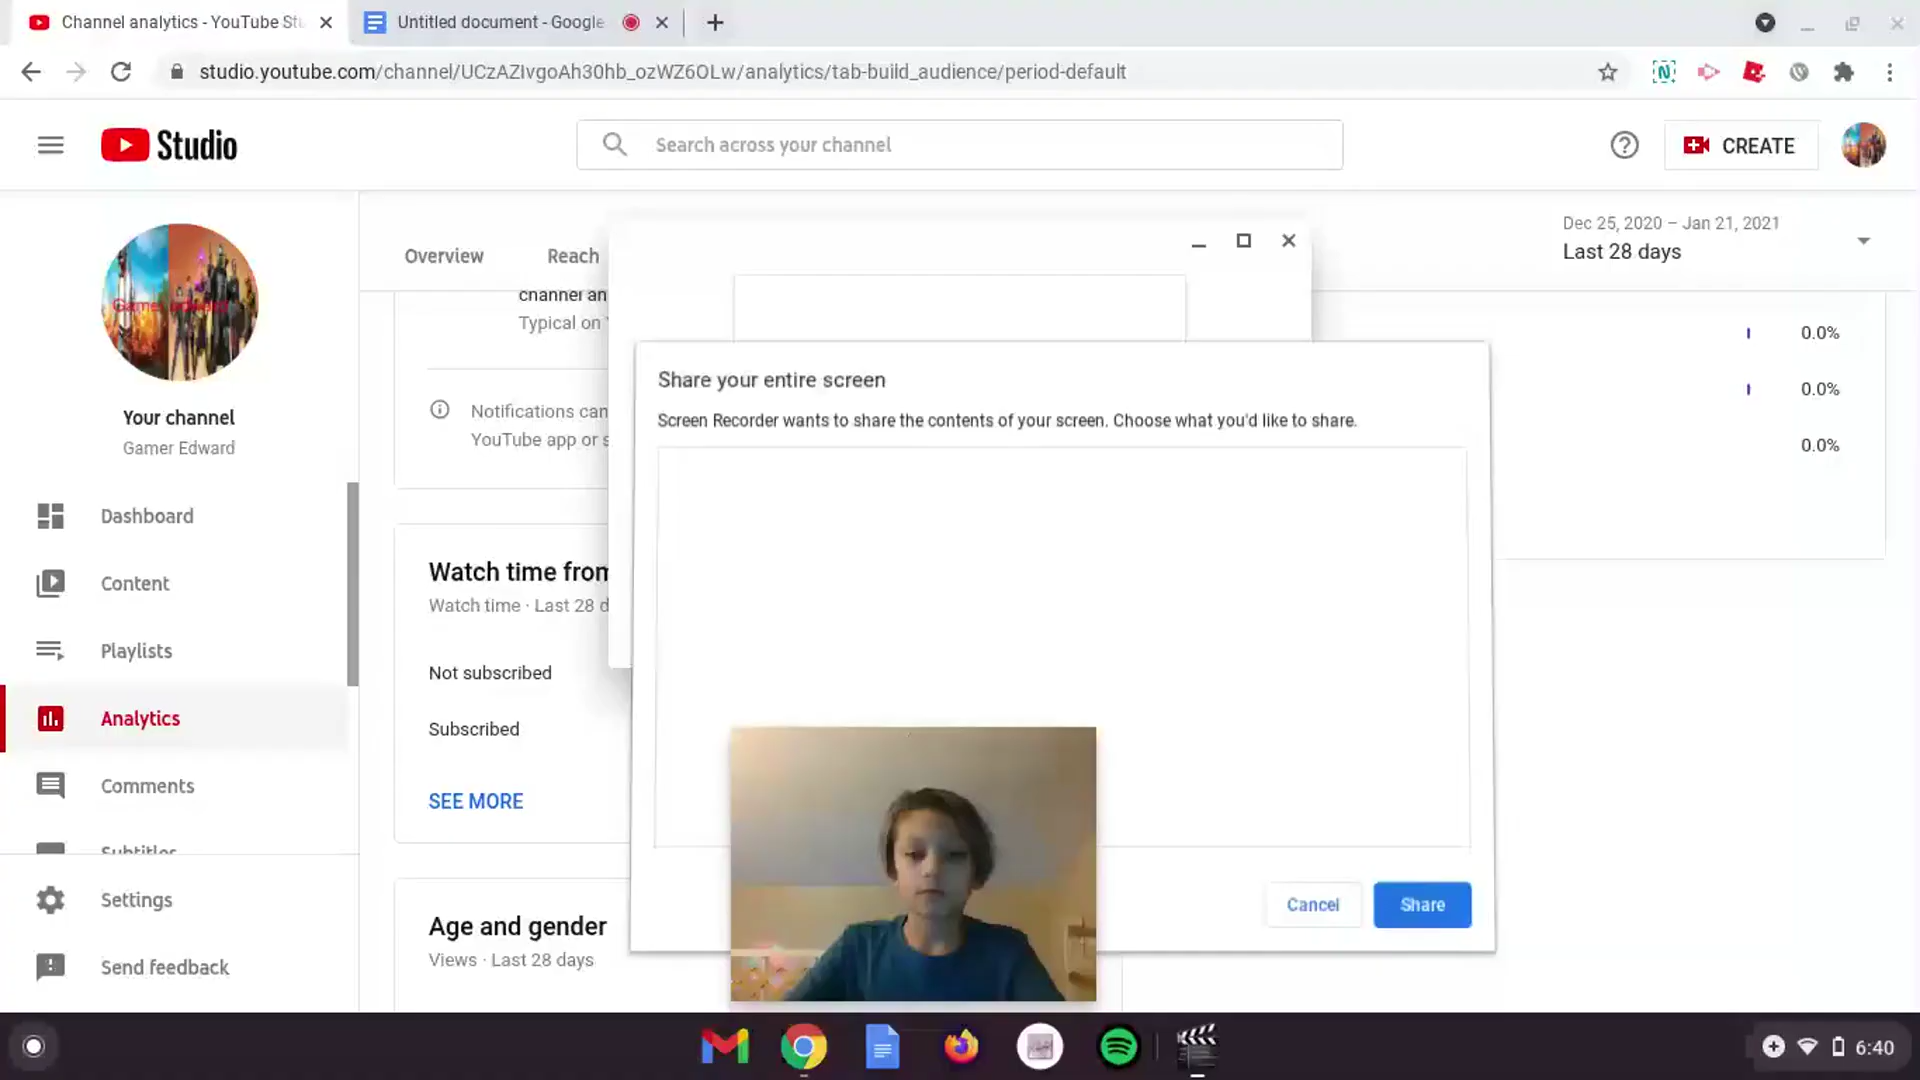 Channel analytics - YouTube Stu
Untitled document - Google
studio.youtube.com/channel/UCzAZIvgoAh30hb_ozWZ6OLw/analytics/tab-build_audience/period-default
Studio
Search across your channel
CREATE
Your channel
Gamer Edward
Dashboard
Content
Playlists
Analytics
Comments
Subtitles
Settings
Send feedback
Overview
Reach
Dec 25, 2020 – Jan 21, 2021
Last 28 days
channel an
Typical on
Notifications can
YouTube app or s
0.0%
0.0%
0.0%
Watch time from
Watch time · Last 28 d
Not subscribed
Subscribed
SEE MORE
Age and gender
Views · Last 28 days
Share your entire screen
Screen Recorder wants to share the contents of your screen. Choose what you'd like to share.
Cancel
Share
6:40